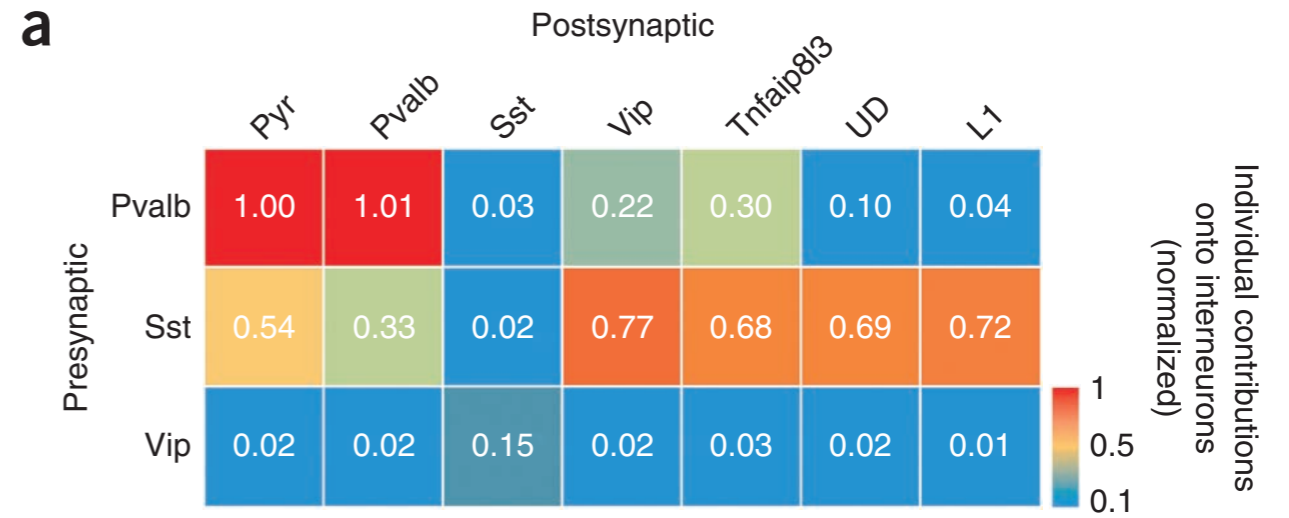 a
Postsynaptic
Pyr Pvalb Sst Vip Tnfaip8l3 UD L1
Presynaptic
Pvalb 1.00 1.01 0.03 0.22 0.30 0.10 0.04
Sst 0.54 0.33 0.02 0.77 0.68 0.69 0.72
Vip 0.02 0.02 0.15 0.02 0.03 0.02 0.01
1
0.5
0.1
Individual contributions
onto interneurons
(normalized)